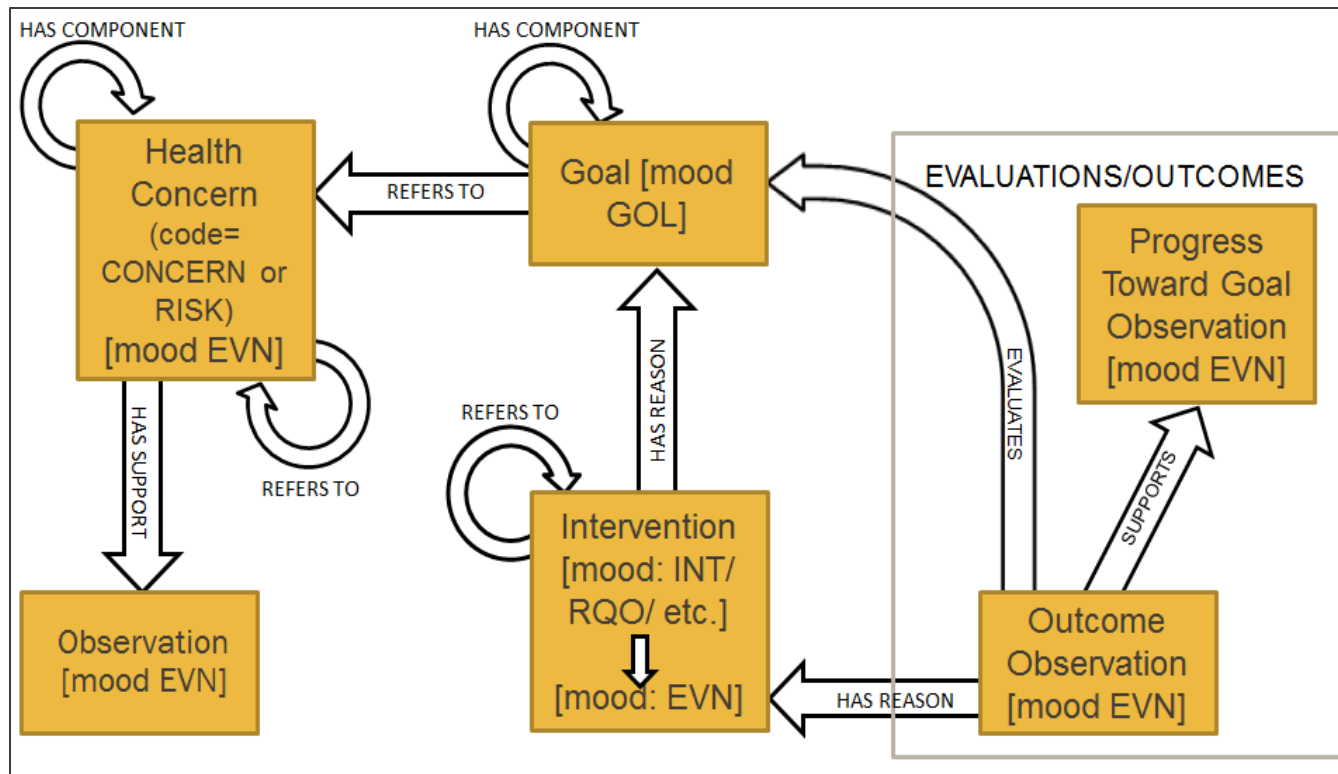 HAS COMPONENT
Health
Concern
(code=
CONCERN or
RISK)
[mood EVN]
REFERS TO
HAS SUPPORT
Observation
[mood EVN]
REFERS TO
HAS COMPONENT
Goal [mood
GOL]
HAS REASON
REFERS TO
Intervention
[mood: INT/
RQO/ etc.]
[mood: EVN]
EVALUATIONS/OUTCOMES
Progress
Toward Goal
Observation
[mood EVN]
EVALUATES
SUPPORTS
Outcome
Observation
[mood EVN]
HAS REASON